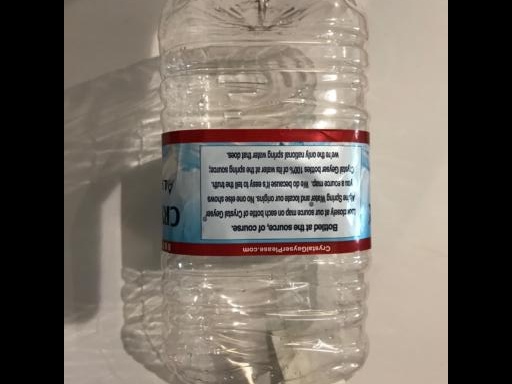 CrystalGeyserPlease.com
Bottled at the source, of course.
Look closely at our source map on each bottle of Crystal Geyser®
Alpine Spring Water® and locate our origins. No one else shows
you a source map. We do because it's easy to tell the truth.
Crystal Geyser bottles 100% of its water at the spring source;
we're the only national spring water that does.
CR
AL